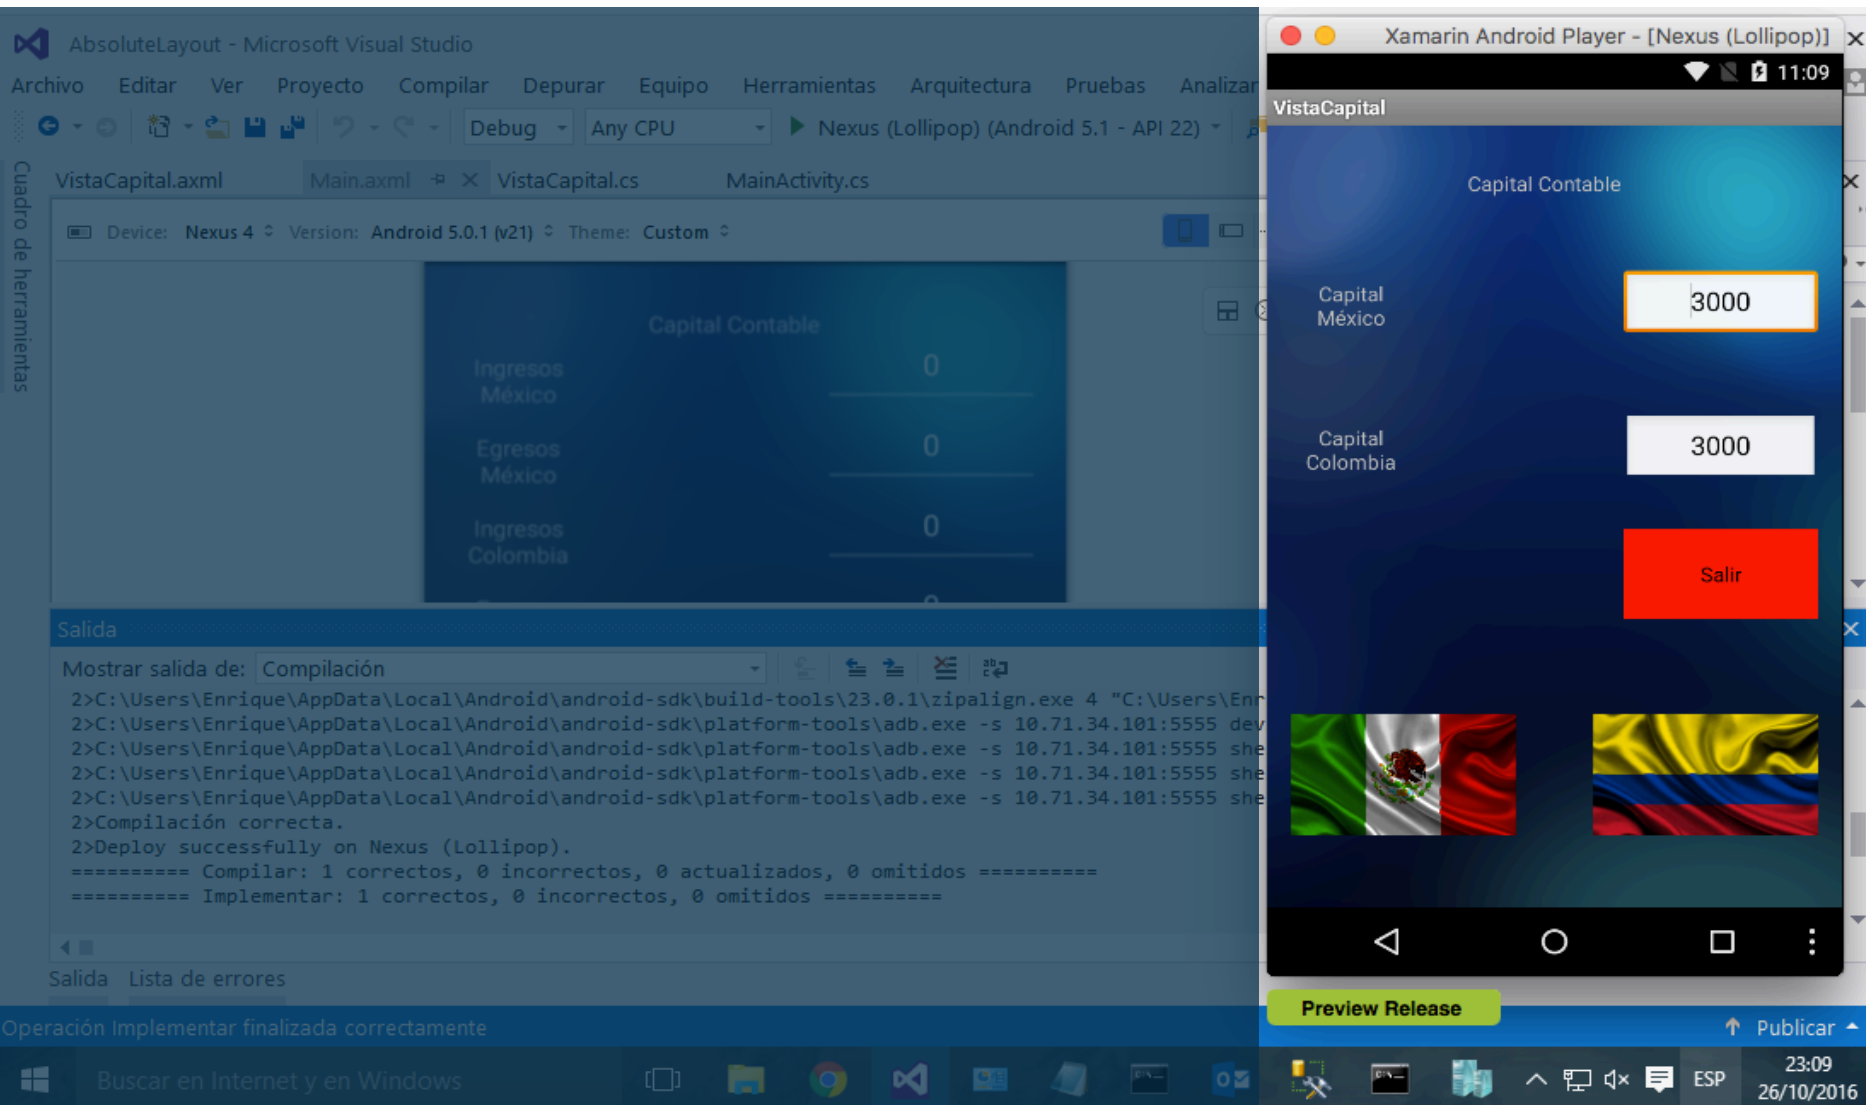 AbsoluteLayout - Microsoft Visual Studio
Archivo Editar Ver Proyecto Compilar Depurar Equipo Herramientas Arquitectura Pruebas Analizar
Debug Any CPU Nexus (Lollipop) (Android 5.1 - API 22)
Cuadro de herramientas
VistaCapital.axml Main.axml VistaCapital.cs MainActivity.cs
Device: Nexus 4 Version: Android 5.0.1 (v21) Theme: Custom
Capital Contable
Ingresos
México
0
Egresos
México
0
Ingresos
Colombia
0
Salida
Mostrar salida de: Compilación
2>C:\Users\Enrique\AppData\Local\Android\android-sdk\build-tools\23.0.1\zipalign.exe 4 "C:\Users\Enr
2>C:\Users\Enrique\AppData\Local\Android\android-sdk\platform-tools\adb.exe -s 10.71.34.101:5555 dev
2>C:\Users\Enrique\AppData\Local\Android\android-sdk\platform-tools\adb.exe -s 10.71.34.101:5555 she
2>C:\Users\Enrique\AppData\Local\Android\android-sdk\platform-tools\adb.exe -s 10.71.34.101:5555 she
2>C:\Users\Enrique\AppData\Local\Android\android-sdk\platform-tools\adb.exe -s 10.71.34.101:5555 she
2>Compilación correcta.
2>Deploy successfully on Nexus (Lollipop).
========== Compilar: 1 correctos, 0 incorrectos, 0 actualizados, 0 omitidos ==========
========== Implementar: 1 correctos, 0 incorrectos, 0 omitidos ==========
Salida Lista de errores
Operación Implementar finalizada correctamente
Xamarin Android Player - [Nexus (Lollipop)]
11:09
VistaCapital
Capital Contable
Capital
México
3000
Capital
Colombia
3000
Salir
Preview Release
Publicar
Buscar en Internet y en Windows
ESP
23:09
26/10/2016